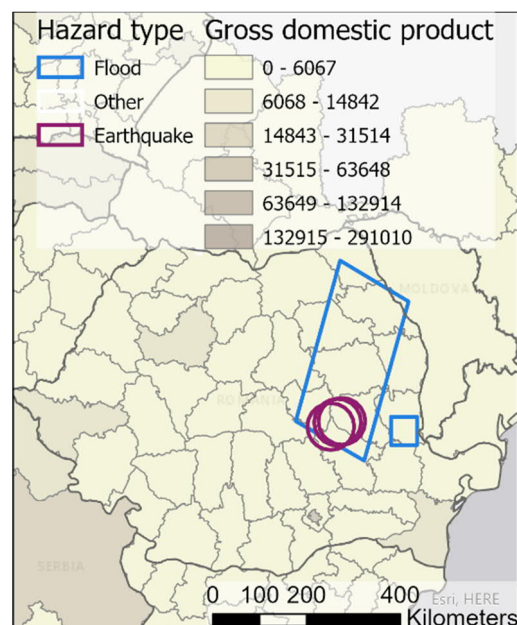 Hazard type
Flood
Other
Earthquake
Gross domestic product
0 - 6067
6068 - 14842
14843 - 31514
31515 - 63648
63649 - 132914
132915 - 291010
MOLDOVA
ROMANIA
SERBIA
0 100 200 400
Kilometers
Esri, HERE